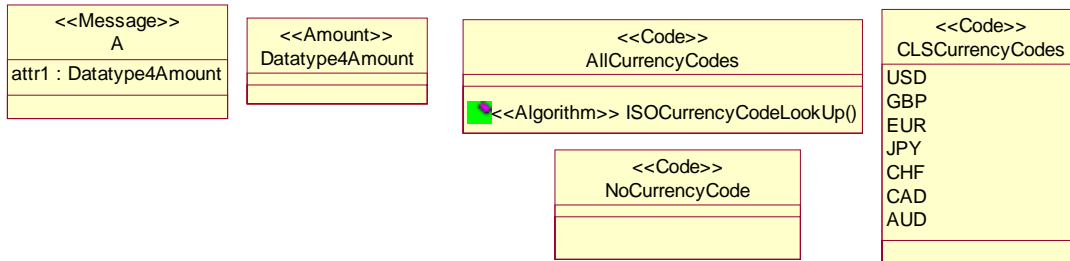 <<Message>>
A
attr1 : Datatype4Amount
<<Amount>>
Datatype4Amount
<<Code>>
AllCurrencyCodes
<<Algorithm>> ISOCurrencyCodeLookUp()
<<Code>>
NoCurrencyCode
<<Code>>
CLSCurrencyCodes
USD
GBP
EUR
JPY
CHF
CAD
AUD